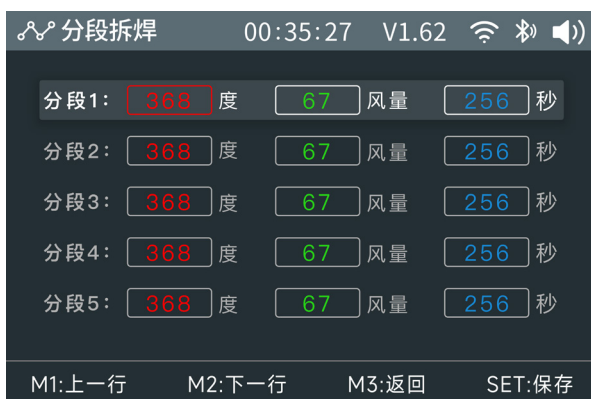 分段拆焊 00:35:27 V1.62
分段1: 368 度 67 风量 256 秒
分段2: 368 度 67 风量 256 秒
分段3: 368 度 67 风量 256 秒
分段4: 368 度 67 风量 256 秒
分段5: 368 度 67 风量 256 秒
M1:上一行 M2:下一行 M3:返回 SET:保存